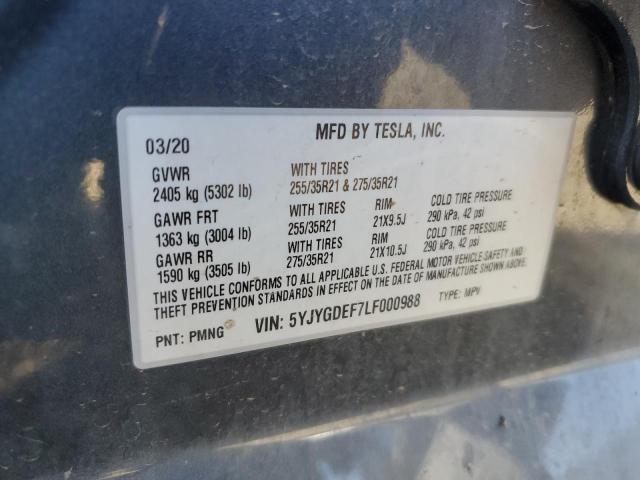 MFD BY TESLA, INC.
03/20
GVWR WITH TIRES
2405 kg (5302 lb) 255/35R21 & 275/35R21
GAWR FRT WITH TIRES RIM COLD TIRE PRESSURE
1363 kg (3004 lb) 255/35R21 21X9.5J 290 kPa, 42 psi
GAWR RR WITH TIRES RIM COLD TIRE PRESSURE
1590 kg (3505 lb) 275/35R21 21X10.5J 290 kPa, 42 psi
THIS VEHICLE CONFORMS TO ALL APPLICABLE U.S. FEDERAL MOTOR VEHICLE SAFETY AND
THEFT PREVENTION STANDARDS IN EFFECT ON THE DATE OF MANUFACTURE SHOWN ABOVE.
PNT: PMNG VIN: 5YJYGDEF7LF000988 TYPE: MPV